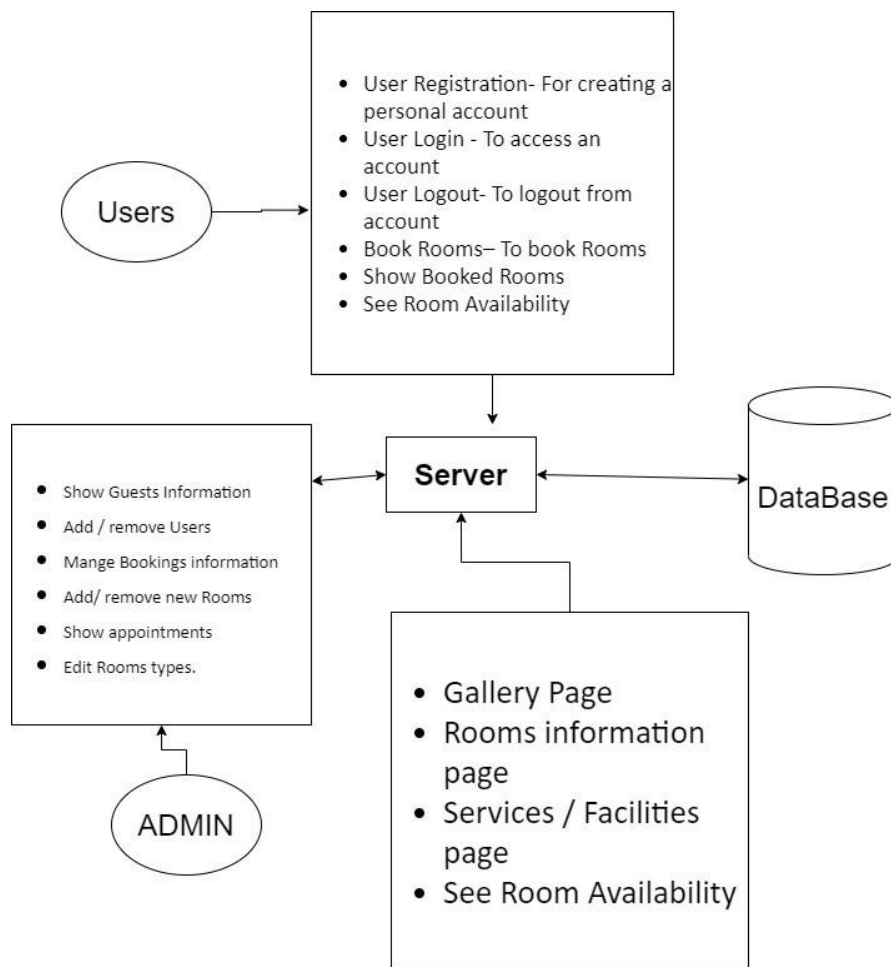 • User Registration- For creating a
personal account
• User Login - To access an
account
• User Logout- To logout from
account
• Book Rooms– To book Rooms
• Show Booked Rooms
• See Room Availability
Users
Server
DataBase
• Show Guests Information
• Add / remove Users
• Mange Bookings information
• Add/ remove new Rooms
• Show appointments
• Edit Rooms types.
ADMIN
• Gallery Page
• Rooms information
page
• Services / Facilities
page
• See Room Availability